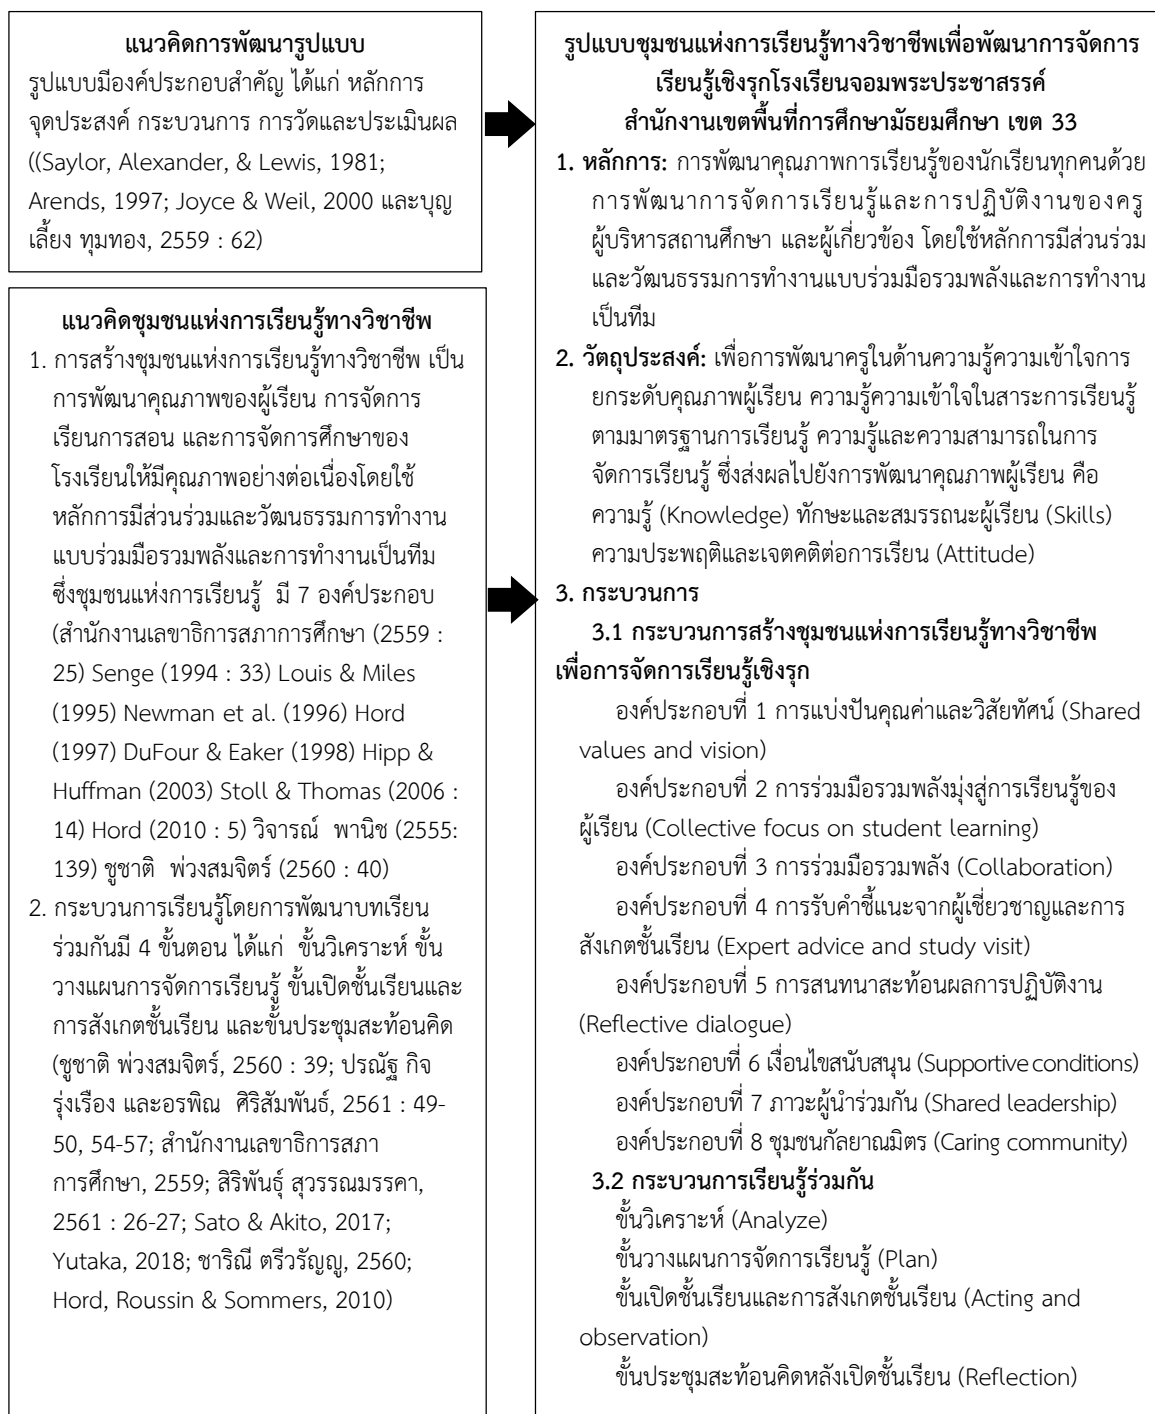 แนวคิดการพัฒนารูปแบบ
รูปแบบมีองค์ประกอบสำคัญ ได้แก่ หลักการ
จุดประสงค์ กระบวนการ การวัดและประเมินผล
((Saylor, Alexander, & Lewis, 1981;
Arends, 1997; Joyce & Weil, 2000 และบุญ
เลี้ยง ทุมทอง, 2559 : 62)
แนวคิดชุมชนแห่งการเรียนรู้ทางวิชาชีพ
1. การสร้างชุมชนแห่งการเรียนรู้ทางวิชาชีพ เป็น
การพัฒนาคุณภาพของผู้เรียน การจัดการ
เรียนการสอน และการจัดการศึกษาของ
โรงเรียนให้มีคุณภาพอย่างต่อเนื่องโดยใช้
หลักการมีส่วนร่วมและวัฒนธรรมการทำงาน
แบบร่วมมือรวมพลังและการทำงานเป็นทีม
ซึ่งชุมชนแห่งการเรียนรู้ มี 7 องค์ประกอบ
(สำนักงานเลขาธิการสภาการศึกษา (2559 :
25) Senge (1994 : 33) Louis & Miles
(1995) Newman et al. (1996) Hord
(1997) DuFour & Eaker (1998) Hipp &
Huffman (2003) Stoll & Thomas (2006 :
14) Hord (2010 : 5) วิจารณ์ พานิช (2555:
139) ชูชาติ พ่วงสมจิตร์ (2560 : 40)
2. กระบวนการเรียนรู้โดยการพัฒนาบทเรียน
ร่วมกันมี 4 ขั้นตอน ได้แก่ ขั้นวิเคราะห์ ขั้น
วางแผนการจัดการเรียนรู้ ขั้นเปิดชั้นเรียนและ
การสังเกตชั้นเรียน และขั้นประชุมสะท้อนคิด
(ชูชาติ พ่วงสมจิตร์, 2560 : 39; ปรณัฐ กิจ
รุ่งเรือง และอรพิณ ศิริสัมพันธ์, 2561 : 49-
50, 54-57; สำนักงานเลขาธิการสภา
การศึกษา, 2559; สิริพันธุ์ สุวรรณมรรคา,
2561 : 26-27; Sato & Akito, 2017;
Yutaka, 2018; ชาริณี ตรีวรัญญู, 2560;
Hord, Roussin & Sommers, 2010)
รูปแบบชุมชนแห่งการเรียนรู้ทางวิชาชีพเพื่อพัฒนาการจัดการ
เรียนรู้เชิงรุกโรงเรียนจอมพระประชาสรรค์
สำนักงานเขตพื้นที่การศึกษามัธยมศึกษา เขต 33
1. หลักการ: การพัฒนาคุณภาพการเรียนรู้ของนักเรียนทุกคนด้วย
การพัฒนาการจัดการเรียนรู้และการปฏิบัติงานของครู
ผู้บริหารสถานศึกษา และผู้เกี่ยวข้อง โดยใช้หลักการมีส่วนร่วม
และวัฒนธรรมการทำงานแบบร่วมมือรวมพลังและการทำงาน
เป็นทีม
2. วัตถุประสงค์: เพื่อการพัฒนาครูในด้านความรู้ความเข้าใจการ
ยกระดับคุณภาพผู้เรียน ความรู้ความเข้าใจในสาระการเรียนรู้
ตามมาตรฐานการเรียนรู้ ความรู้และความสามารถในการ
จัดการเรียนรู้ ซึ่งส่งผลไปยังการพัฒนาคุณภาพผู้เรียน คือ
ความรู้ (Knowledge) ทักษะและสมรรถนะผู้เรียน (Skills)
ความประพฤติและเจตคติต่อการเรียน (Attitude)
3. กระบวนการ
3.1 กระบวนการสร้างชุมชนแห่งการเรียนรู้ทางวิชาชีพ
เพื่อการจัดการเรียนรู้เชิงรุก
องค์ประกอบที่ 1 การแบ่งปันคุณค่าและวิสัยทัศน์ (Shared
values and vision)
องค์ประกอบที่ 2 การร่วมมือรวมพลังมุ่งสู่การเรียนรู้ของ
ผู้เรียน (Collective focus on student learning)
องค์ประกอบที่ 3 การร่วมมือรวมพลัง (Collaboration)
องค์ประกอบที่ 4 การรับคำชี้แนะจากผู้เชี่ยวชาญและการ
สังเกตชั้นเรียน (Expert advice and study visit)
องค์ประกอบที่ 5 การสนทนาสะท้อนผลการปฏิบัติงาน
(Reflective dialogue)
องค์ประกอบที่ 6 เงื่อนไขสนับสนุน (Supportive conditions)
องค์ประกอบที่ 7 ภาวะผู้นำร่วมกัน (Shared leadership)
องค์ประกอบที่ 8 ชุมชนกัลยาณมิตร (Caring community)
3.2 กระบวนการเรียนรู้ร่วมกัน
ขั้นวิเคราะห์ (Analyze)
ขั้นวางแผนการจัดการเรียนรู้ (Plan)
ขั้นเปิดชั้นเรียนและการสังเกตชั้นเรียน (Acting and
observation)
ขั้นประชุมสะท้อนคิดหลังเปิดชั้นเรียน (Reflection)